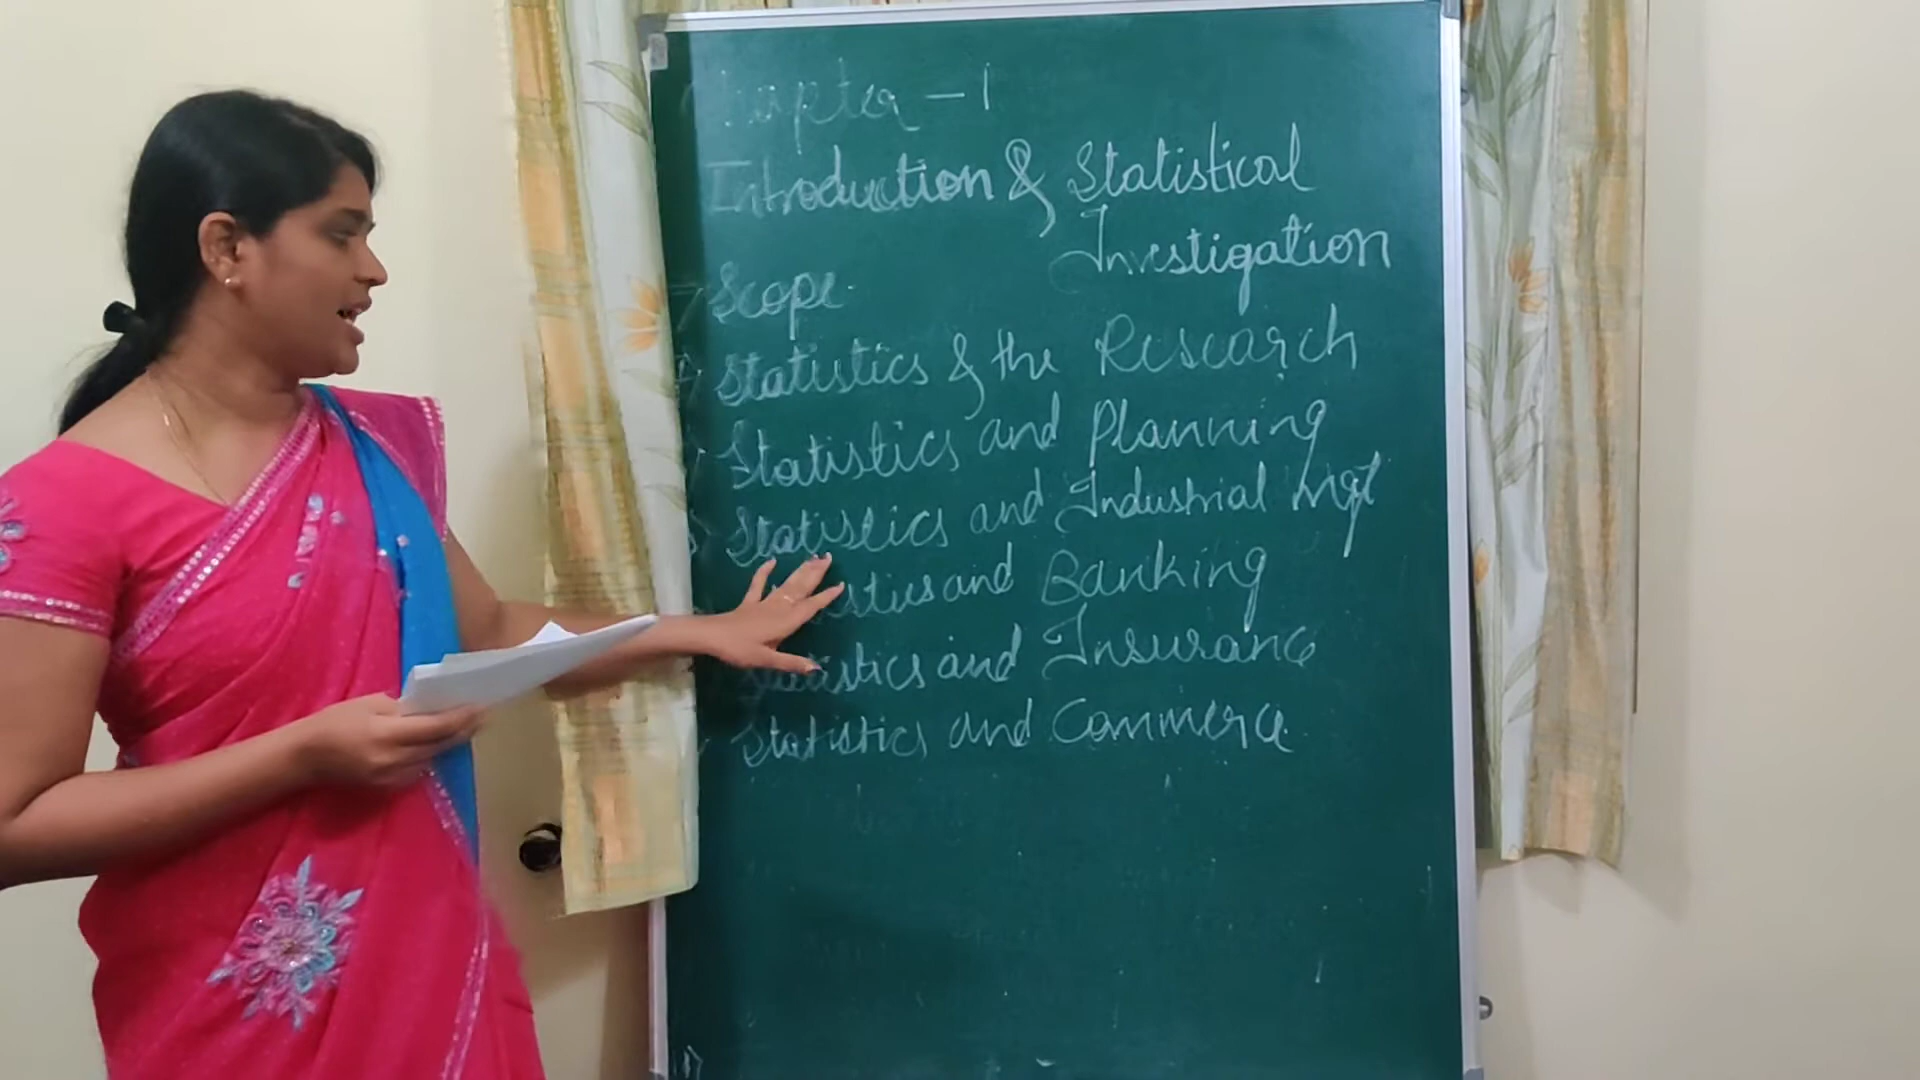 Chapter - 1
Introduction & Statistical
Investigation
Scope
Statistics & the Research
Statistics and Planning
Statistics and Industrial Mgt
Statistics and Banking
Statistics and Insurance
Statistics and Commerce